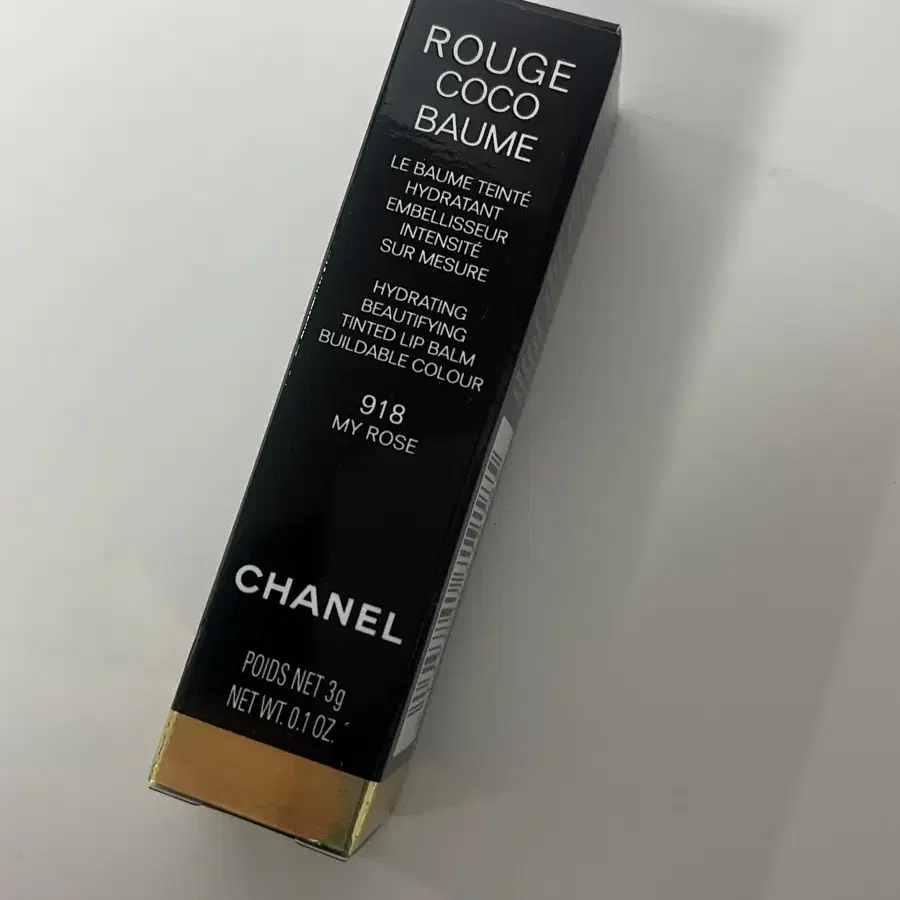 ROUGE
COCO
BAUME
LE BAUME TEINTÉ
HYDRATANT
EMBELLISSEUR
INTENSITÉ
SUR MESURE
HYDRATING
BEAUTIFYING
TINTED LIP BALM
BUILDABLE COLOUR
918
MY ROSE
CHANEL
POIDS NET 3g
NET WT. 0.1 OZ.